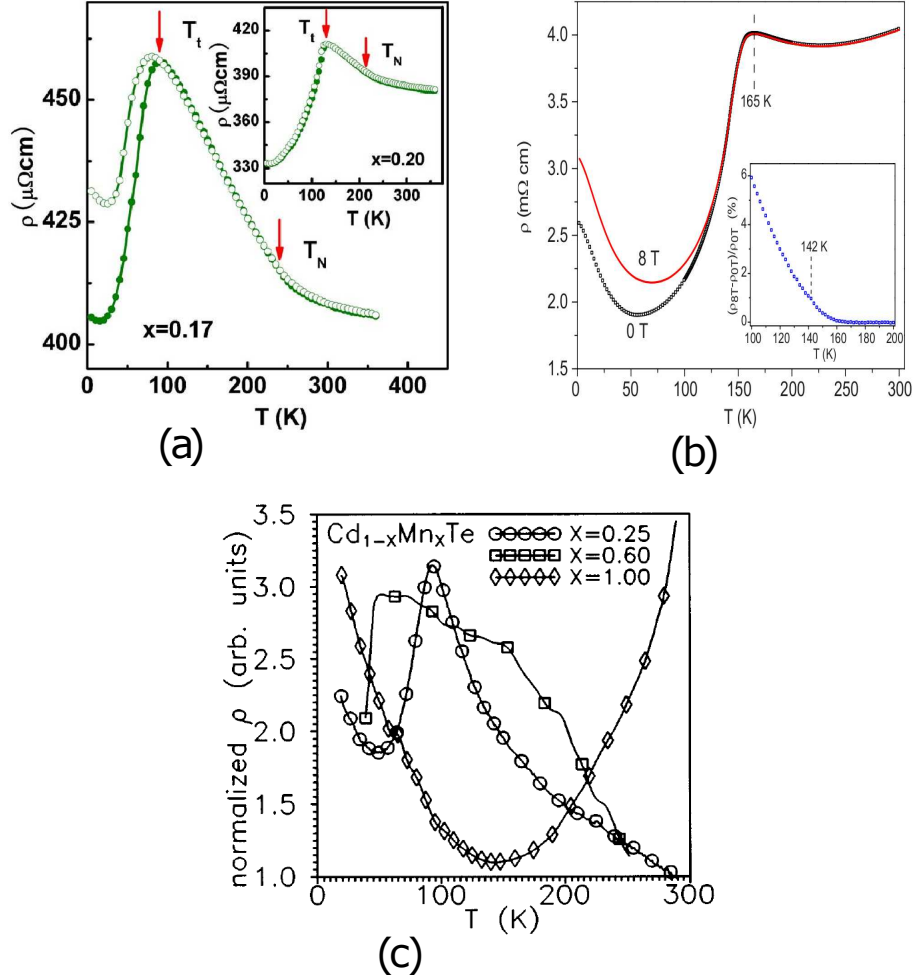 T_t
T_N
ρ (μΩcm)
450
425
400
x=0.17
0 100 200 300 400
T (K)
420
390
360
330
ρ (μΩcm)
T_t
T_N
x=0.20
0 100 200 300
T (K)
(a)
4.0
3.5
3.0
2.5
2.0
1.5
ρ (mΩ cm)
165 K
8 T
0 T
0 50 100 150 200 250 300
T (K)
6
4
2
0
(ρ8T-ρ0T)/ρ0T (%)
142 K
100 120 140 160 180 200
T (K)
(b)
3.5
3.0
2.5
2.0
1.5
1.0
normalized ρ (arb. units)
Cd1-xMnxTe
X=0.25
X=0.60
X=1.00
0 100 200 300
T (K)
(c)